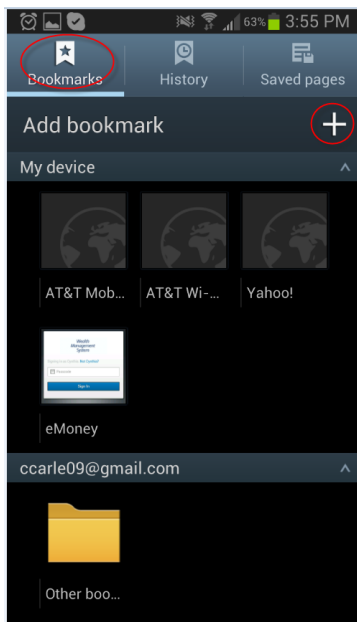 63% 3:55 PM
Bookmarks History Saved pages
Add bookmark
My device
AT&T Mob... AT&T Wi-... Yahoo!
Wealth
Management
System
Sign In
eMoney
ccarle09@gmail.com
Other boo...